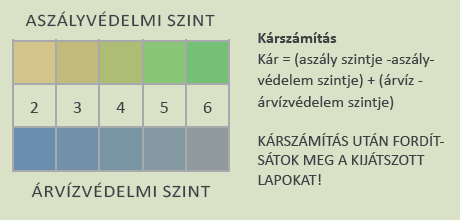 ASZÁLYVÉDELMI SZINT
2 3 4 5 6
ÁRVÍZVÉDELMI SZINT
Kárszámítás
Kár = (aszály szintje -aszály-
védelem szintje) + (árvíz -
árvízvédelem szintje)
KÁRSZÁMÍTÁS UTÁN FORDÍT-
SÁTOK MEG A KIJÁTSZOTT
LAPOKAT!